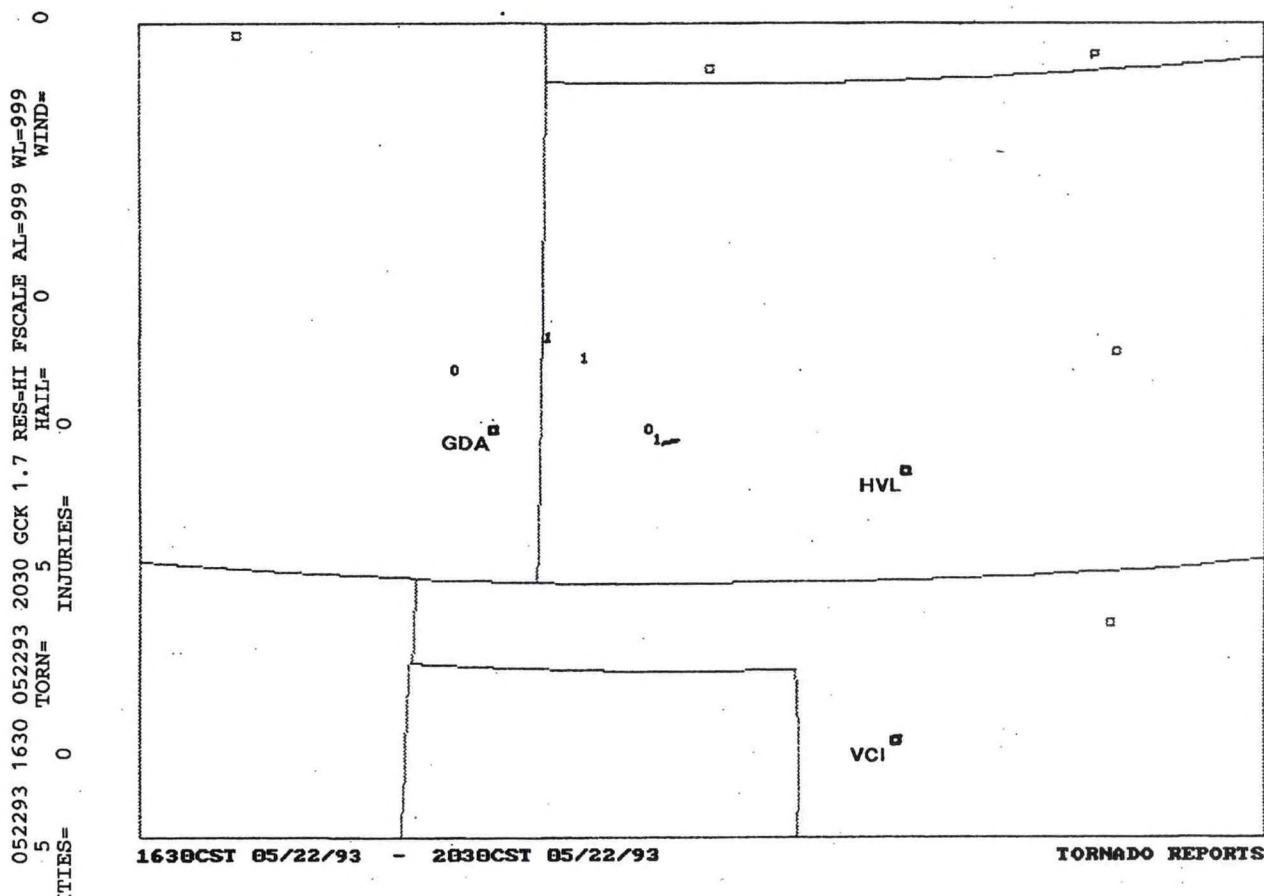 052293 1630 052293 2030 GCK 1.7 RES=HI FSCALE AL=999 WL=999
5 TORN= 5 HAIL= 0 WIND= 0
0 INJURIES= 0
1
1
0
GDA
0
1
HVL
VCI
1630CST 05/22/93 - 2030CST 05/22/93
TORNADO REPORTS